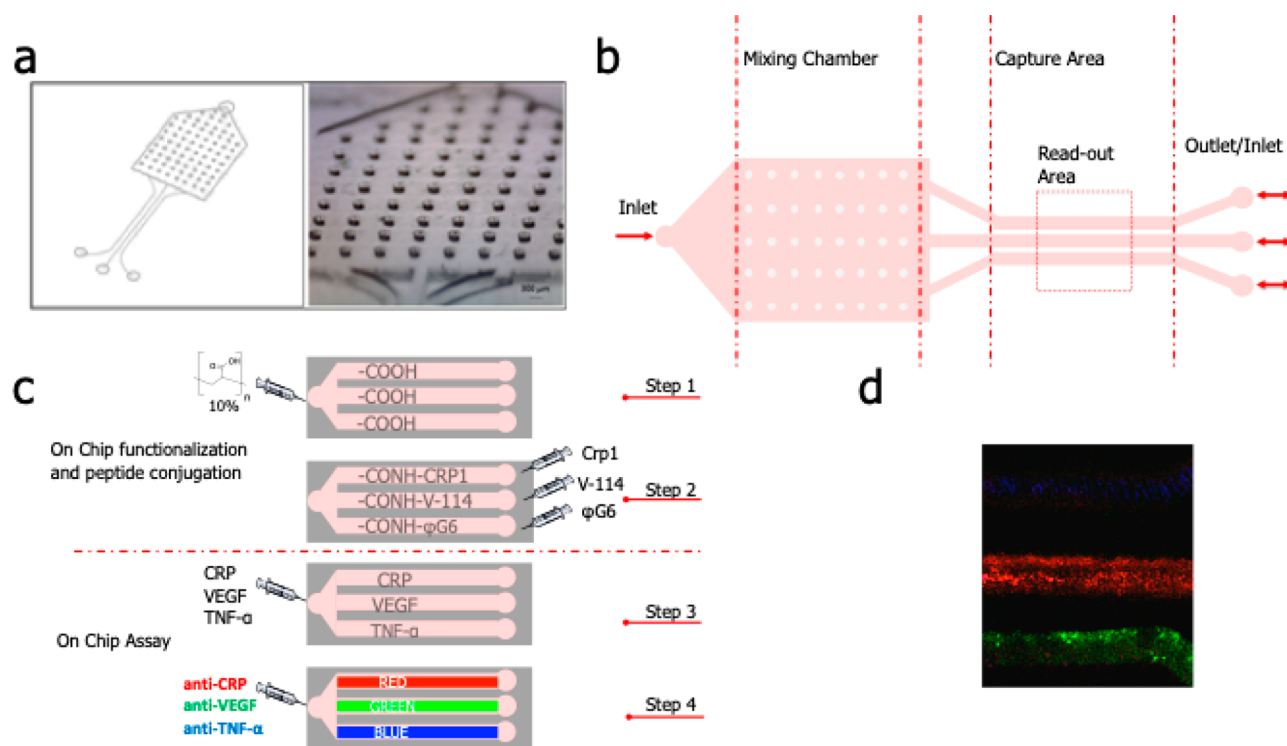 a
300 µm
b
Mixing Chamber
Capture Area
Read-out
Area
Outlet/Inlet
Inlet
c
α
OH
n
10%
-COOH
-COOH
-COOH
Step 1
On Chip functionalization
and peptide conjugation
-CONH-CRP1
-CONH-V-114
-CONH-φG6
Crp1
V-114
φG6
Step 2
CRP
VEGF
TNF-α
CRP
VEGF
TNF-α
Step 3
On Chip Assay
anti-CRP
anti-VEGF
anti-TNF-α
RED
GREEN
BLUE
Step 4
d